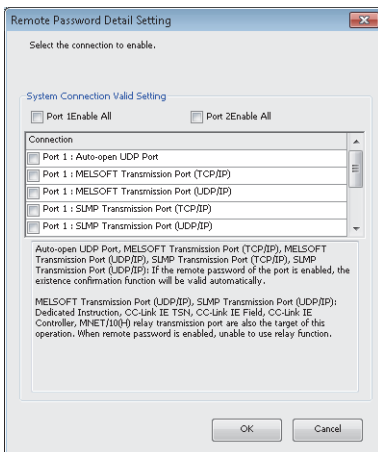 Remote Password Detail Setting
Select the connection to enable.
System Connection Valid Setting
Port 1Enable All Port 2Enable All
Connection
Port 1 : Auto-open UDP Port
Port 1 : MELSOFT Transmission Port (TCP/IP)
Port 1 : MELSOFT Transmission Port (UDP/IP)
Port 1 : SLMP Transmission Port (TCP/IP)
Port 1 : SLMP Transmission Port (UDP/IP)
Auto-open UDP Port, MELSOFT Transmission Port (TCP/IP), MELSOFT
Transmission Port (UDP/IP), SLMP Transmission Port (TCP/IP), SLMP
Transmission Port (UDP/IP): If the remote password of the port is enabled, the
existence confirmation function will be valid automatically.
MELSOFT Transmission Port (UDP/IP), SLMP Transmission Port (UDP/IP):
Dedicated Instruction, CC-Link IE TSN, CC-Link IE Field, CC-Link IE
Controller, MNET/10(H) relay transmission port are also the target of this
operation. When remote password is enabled, unable to use relay function.
OK Cancel